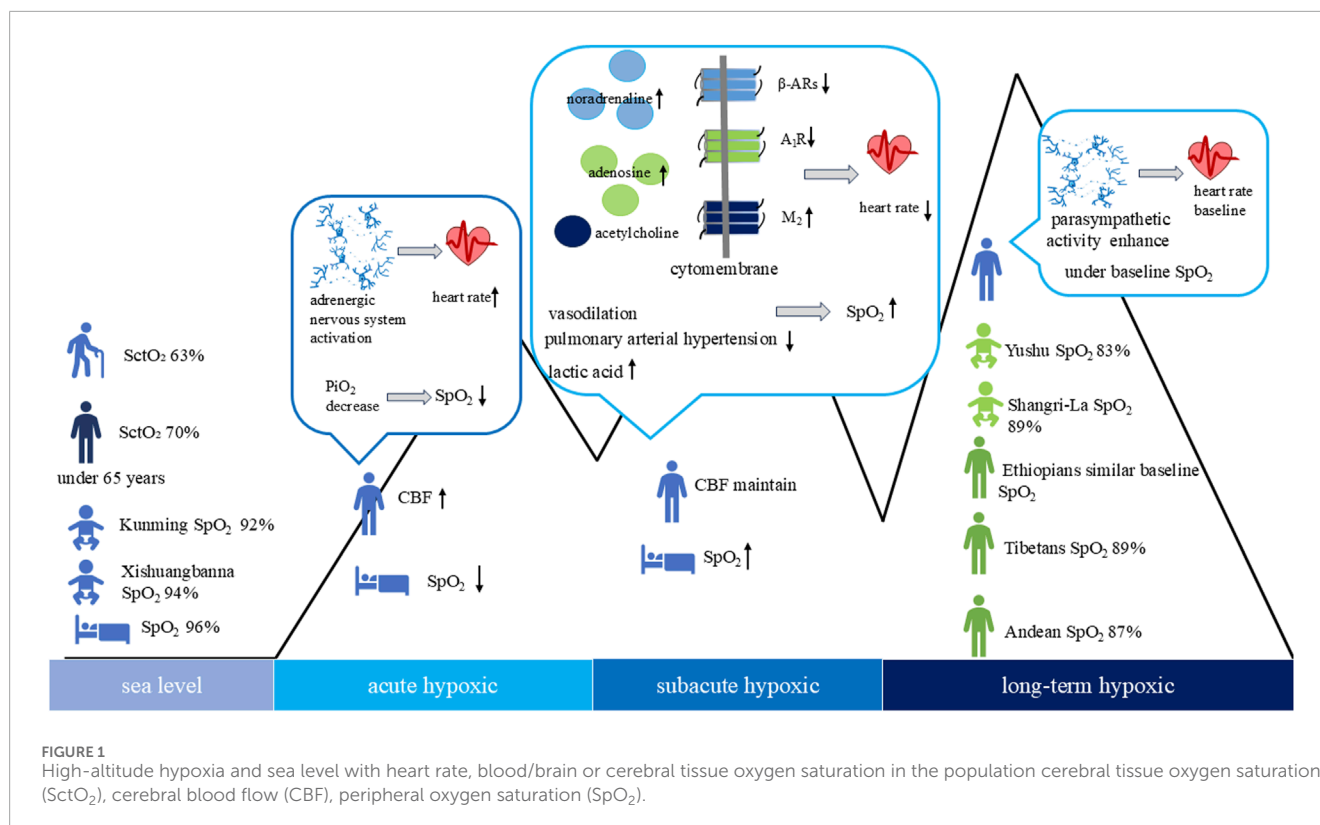 SctO₂ 63%
SctO₂ 70%
under 65 years
Kunming SpO₂ 92%
Xishuangbanna
SpO₂ 94%
SpO₂ 96%
adrenergic
nervous system
activation
heart rate↑
PiO₂
decrease
SpO₂ ↓
CBF ↑
SpO₂ ↓
noradrenaline ↑
adenosine ↑
acetylcholine
β-ARs ↓
A₁R↓
M₂ ↑
cytomembrane
heart rate ↓
vasodilation
pulmonary arterial hypertension ↓
lactic acid ↑
SpO₂ ↑
CBF maintain
SpO₂ ↑
parasympathetic
activity enhance
heart rate
baseline
under baseline SpO₂
Yushu SpO₂ 83%
Shangri-La SpO₂
89%
Ethiopians similar baseline
SpO₂
Tibetans SpO₂ 89%
Andean SpO₂ 87%
sea level
acute hypoxic
subacute hypoxic
long-term hypoxic
FIGURE 1
High-altitude hypoxia and sea level with heart rate, blood/brain or cerebral tissue oxygen saturation in the population cerebral tissue oxygen saturation
(SctO₂), cerebral blood flow (CBF), peripheral oxygen saturation (SpO₂).